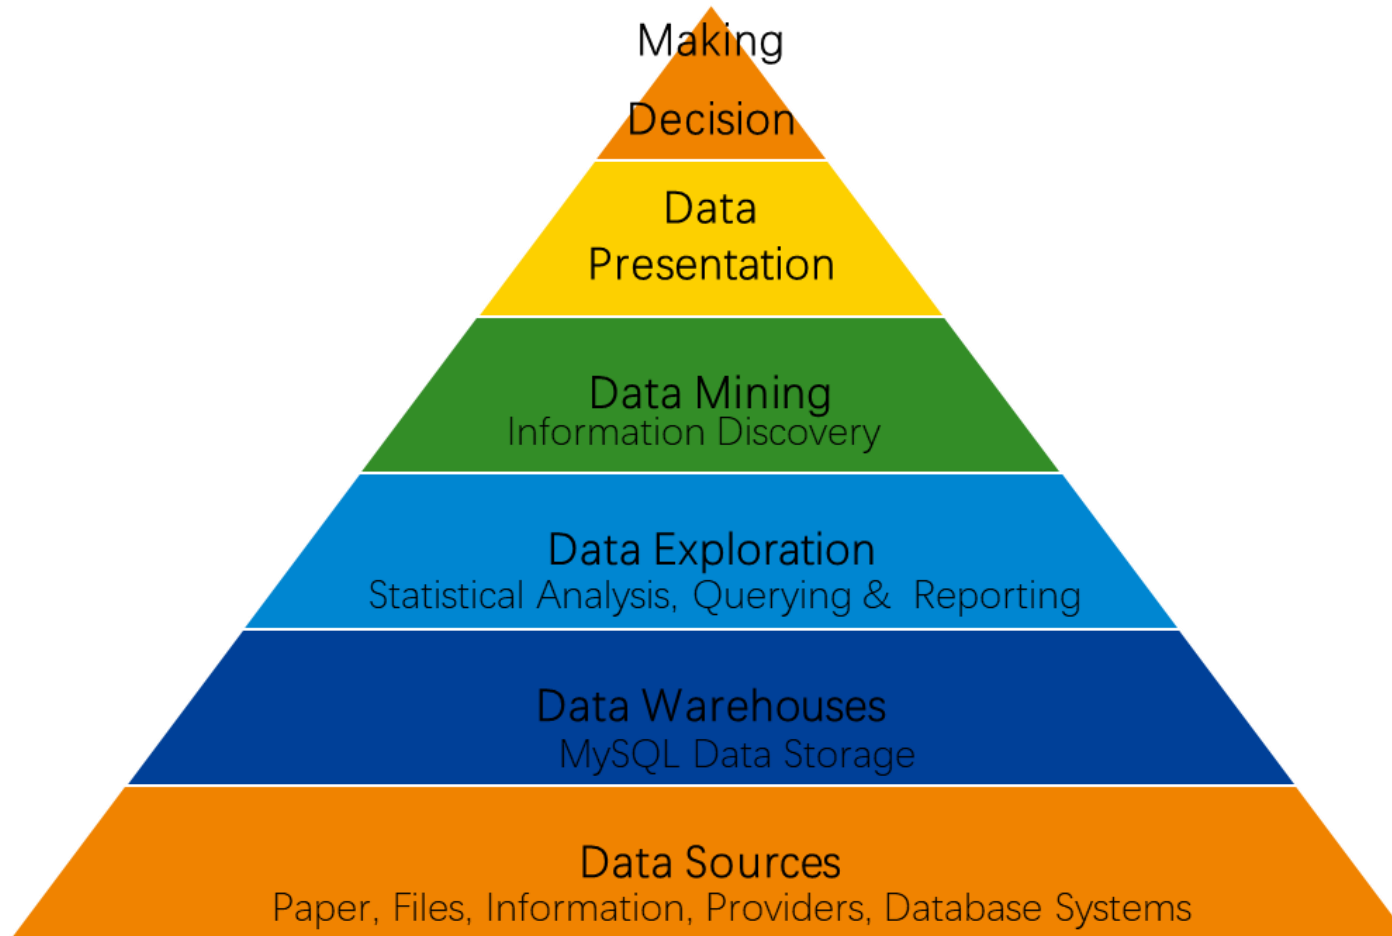 Making
Decision
Data
Presentation
Data Mining
Information Discovery
Data Exploration
Statistical Analysis, Querying & Reporting
Data Warehouses
MySQL Data Storage
Data Sources
Paper, Files, Information, Providers, Database Systems